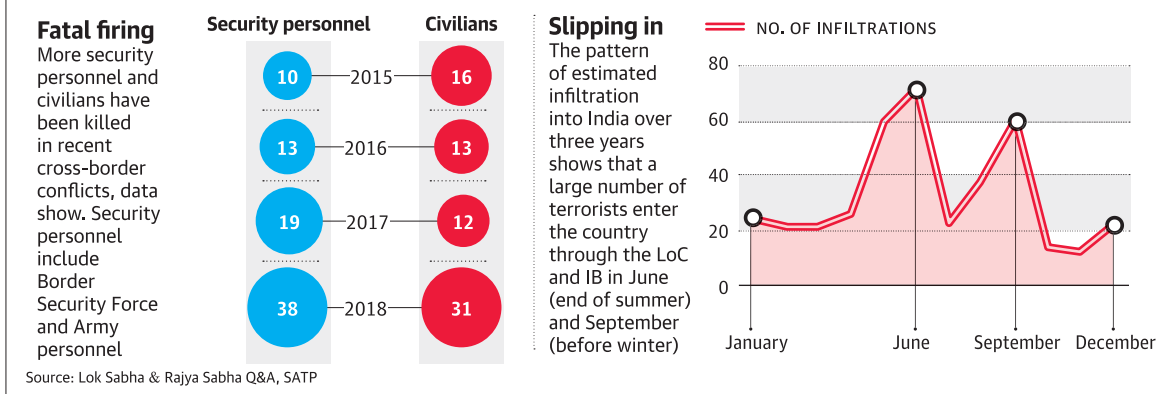 Fatal firing
More security
personnel and
civilians have
been killed
in recent
cross-border
conflicts, data
show. Security
personnel
include
Border
Security Force
and Army
personnel
Security personnel Civilians
10 2015 16
13 2016 13
19 2017 12
38 2018 31
Source: Lok Sabha & Rajya Sabha Q&A, SATP
Slipping in
The pattern
of estimated
infiltration
into India over
three years
shows that a
large number of
terrorists enter
the country
through the LoC
and IB in June
(end of summer)
and September
(before winter)
NO. OF INFILTRATIONS
80
60
40
20
0
January June September December